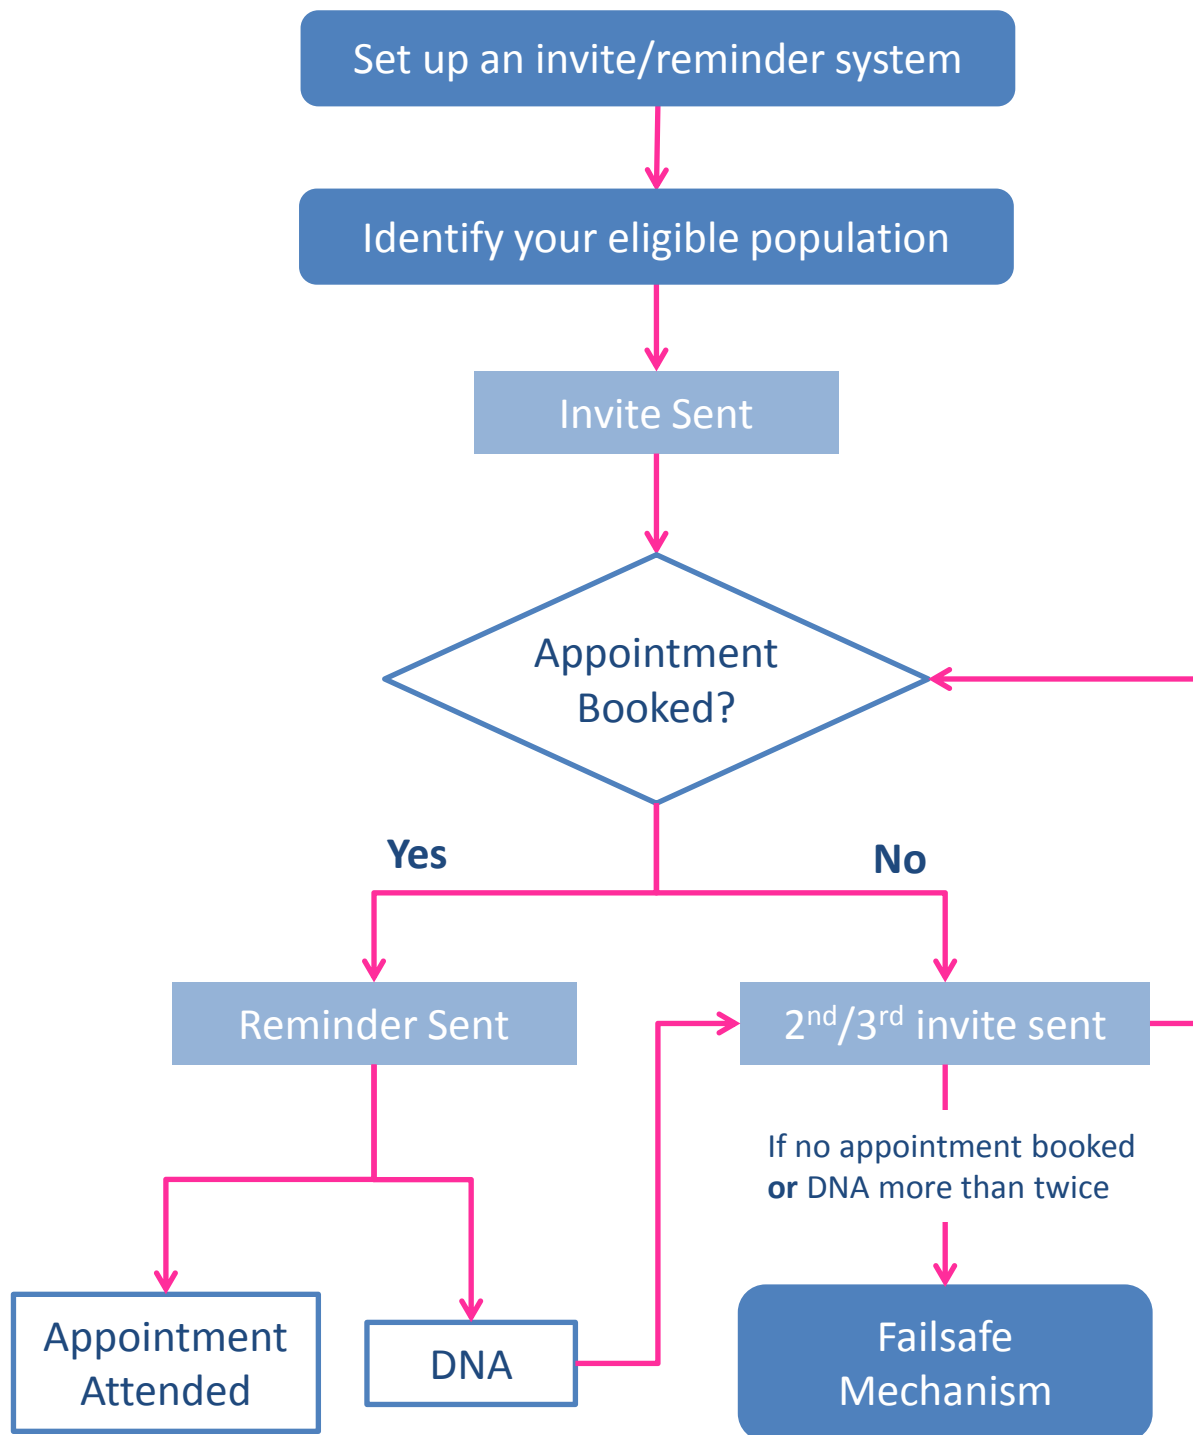 Set up an invite/reminder system
Identify your eligible population
Invite Sent
Appointment
Booked?
Yes
No
Reminder Sent
2nd/3rd invite sent
If no appointment booked
or DNA more than twice
Appointment
Attended
DNA
Failsafe
Mechanism